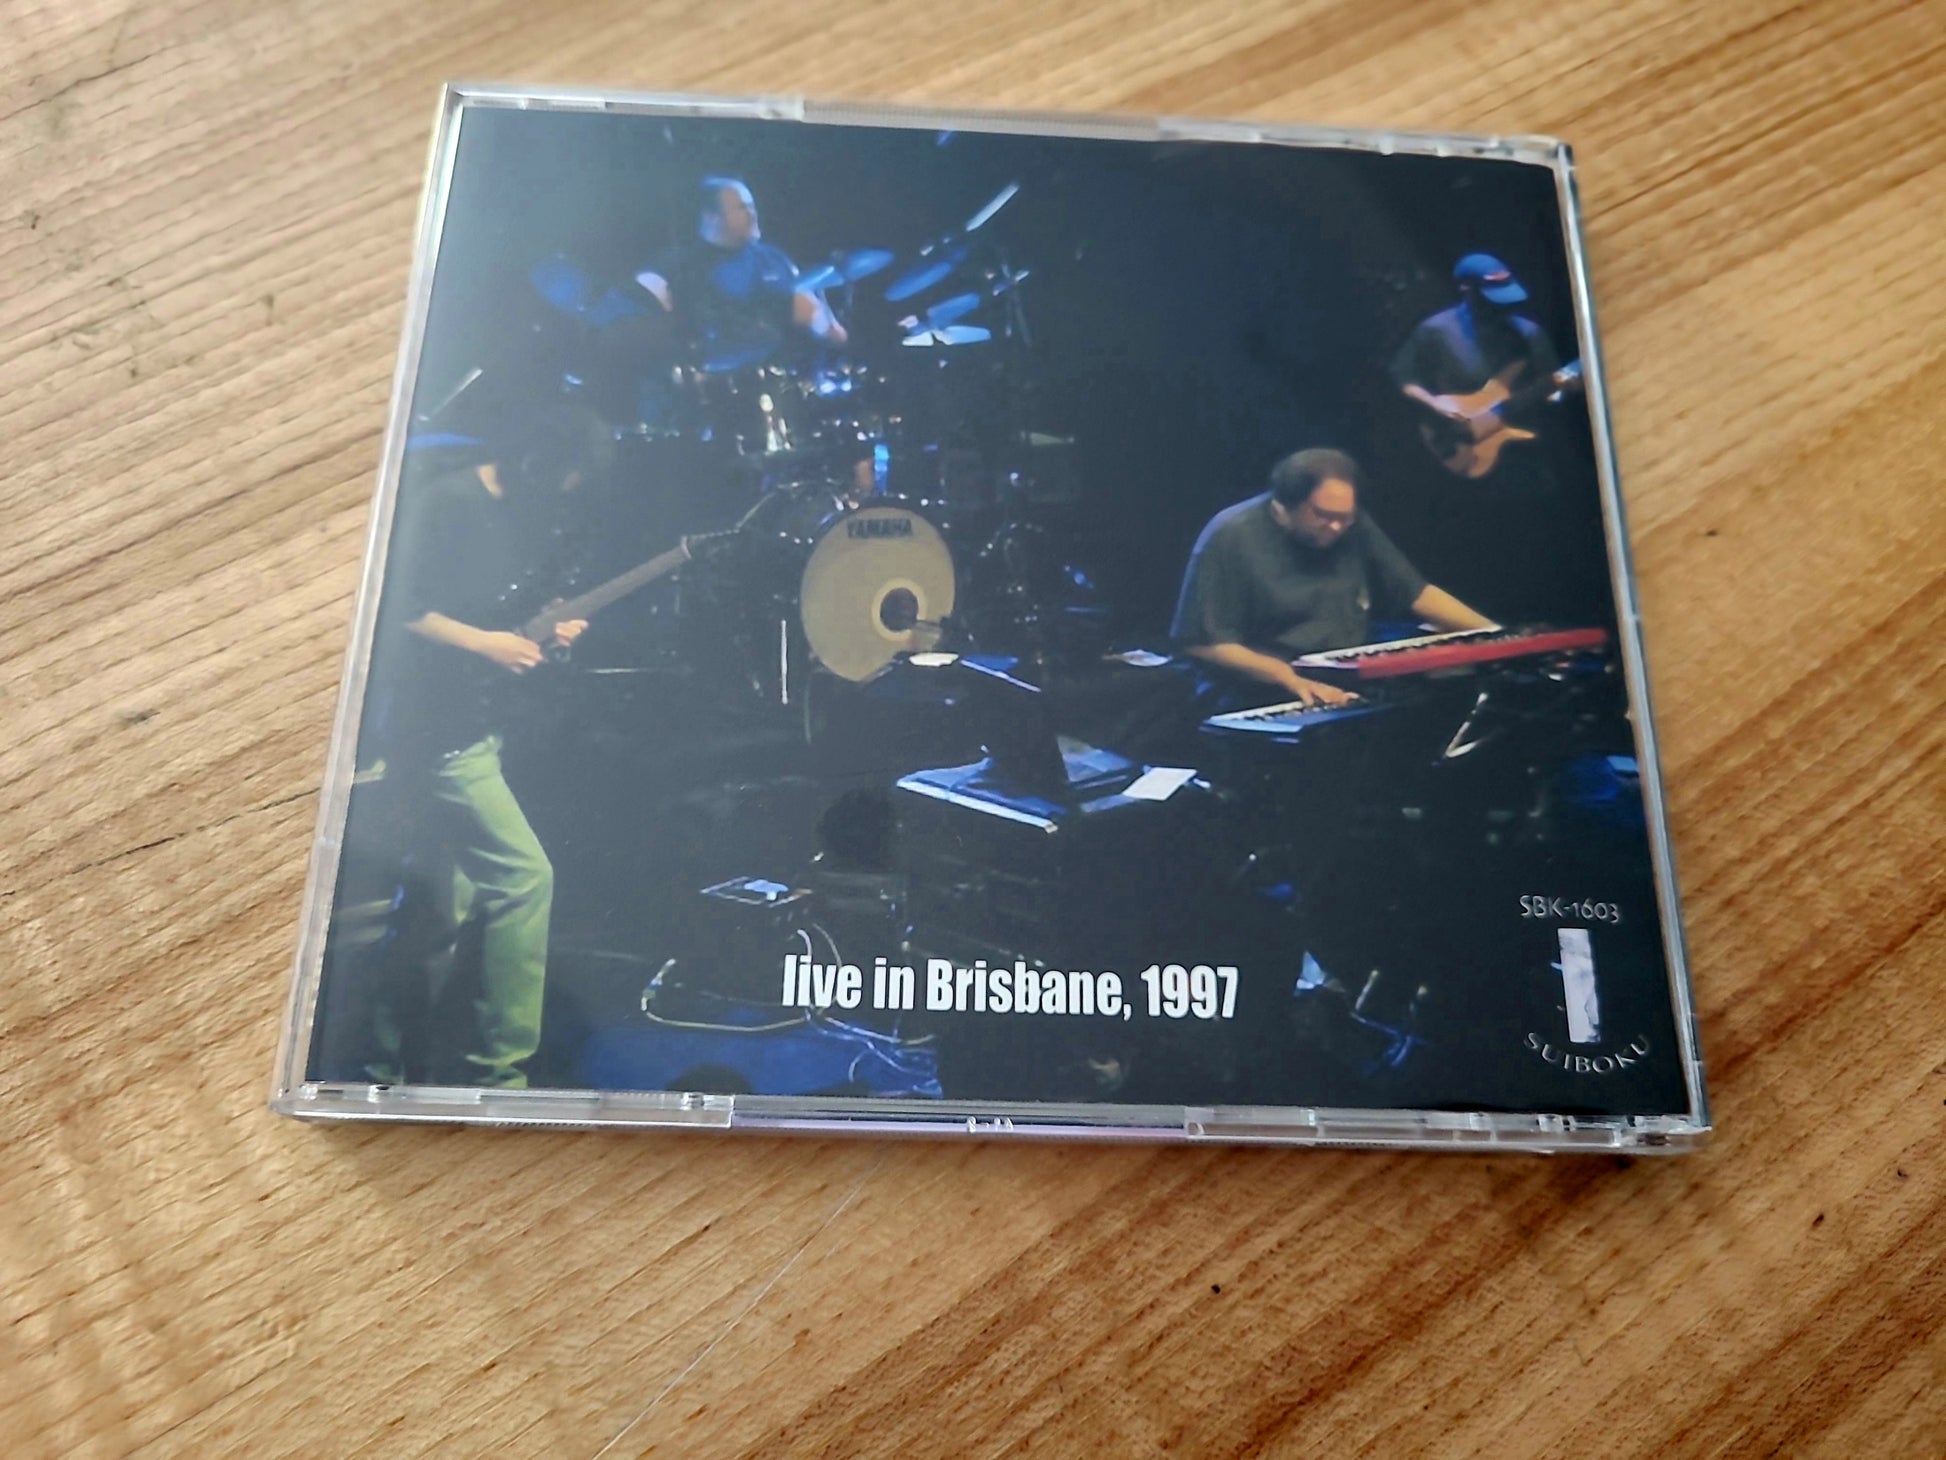 YAMAHA
SBK-1603
live in Brisbane, 1997
SUIBOKU